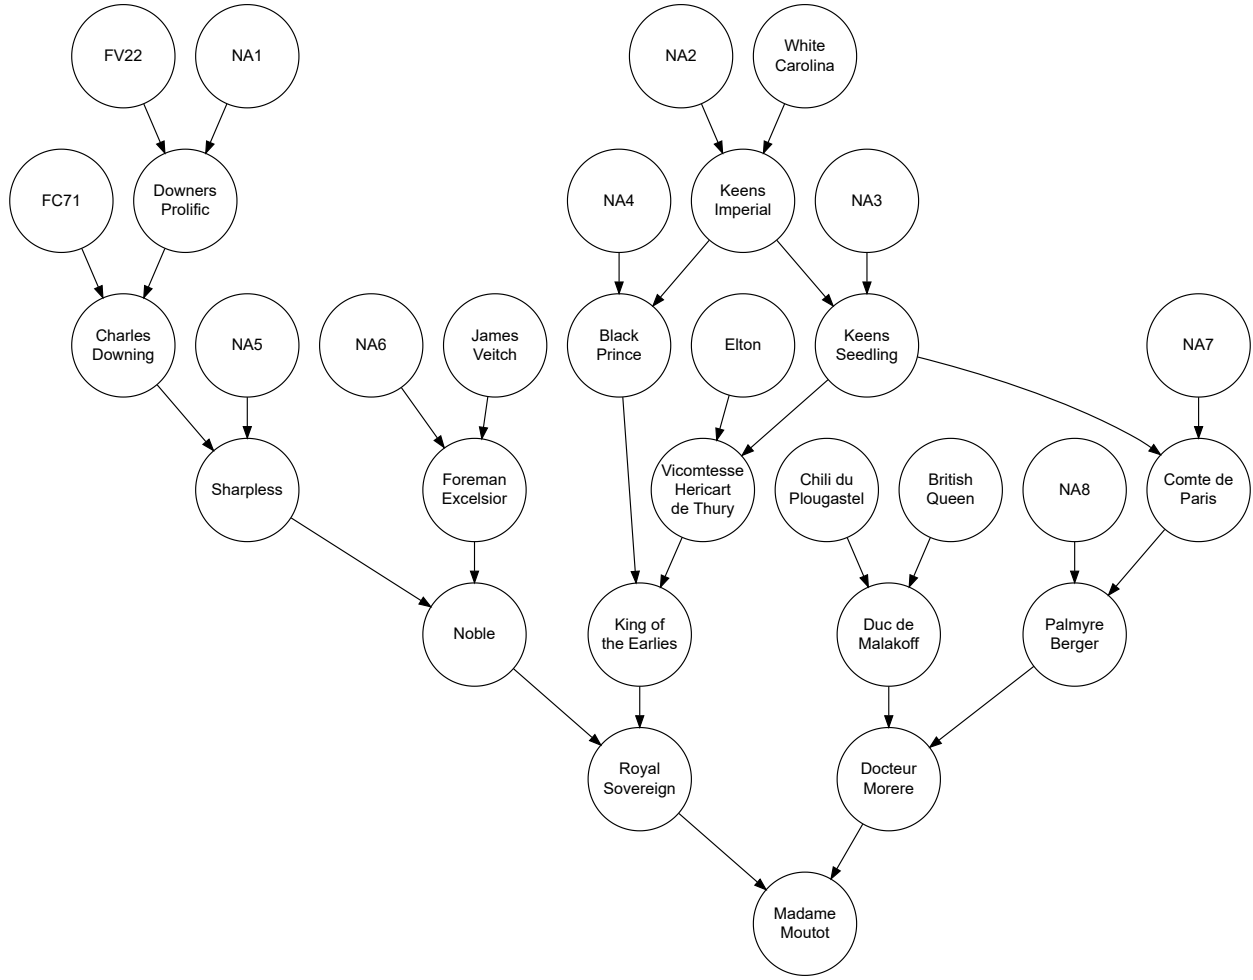 FV22
NA1
NA2
White
Carolina
FC71
Downers
Prolific
NA4
Keens
Imperial
NA3
Charles
Downing
NA5
NA6
James
Veitch
Black
Prince
Elton
Keens
Seedling
NA7
Sharpless
Foreman
Excelsior
Vicomtesse
Hericart
de Thury
Chili du
Plougastel
British
Queen
NA8
Comte de
Paris
Noble
King of
the Earlies
Duc de
Malakoff
Palmyre
Berger
Royal
Sovereign
Docteur
Morere
Madame
Moutot